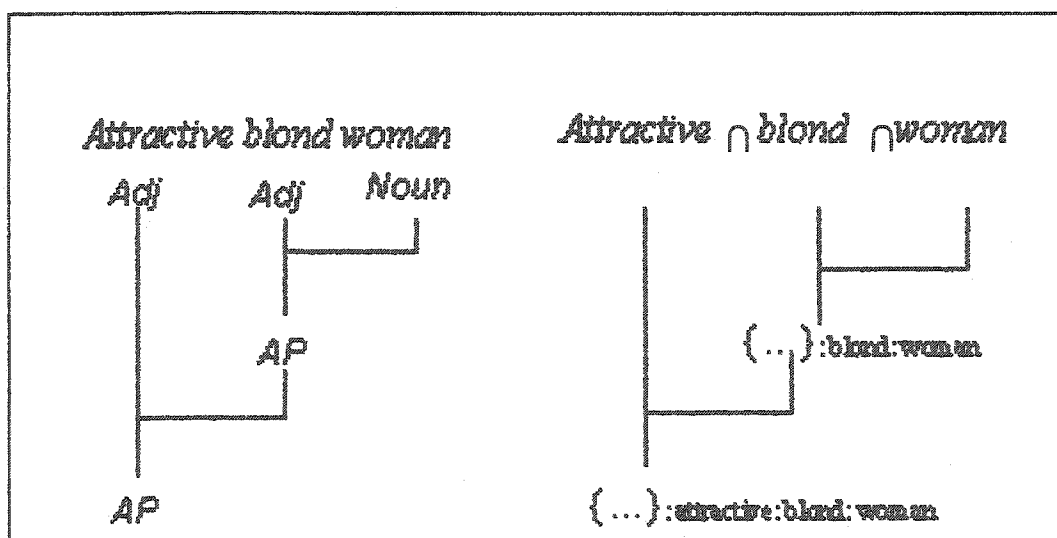 Attractive blond woman
Adj Adj Noun
AP
AP
Attractive ∩ blond ∩ woman
{ ... }:blond:woman
{ ... }:attractive:blond:woman